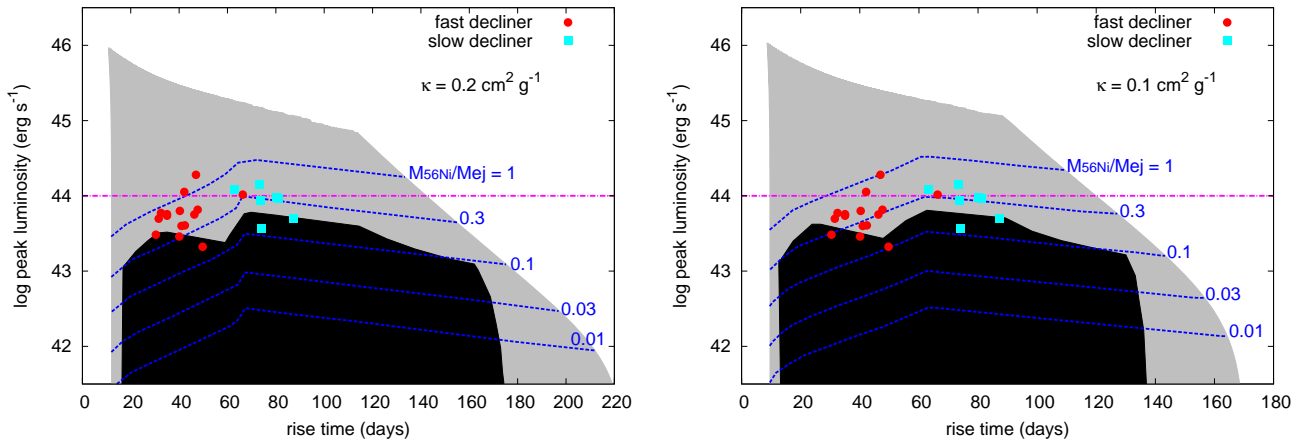 fast decliner
slow decliner
κ = 0.2 cm² g⁻¹
46
45
44
43
42
log peak luminosity (erg s⁻¹)
M56Ni/Mej = 1
0.3
0.1
0.03
0.01
0 20 40 60 80 100 120 140 160 180 200 220
rise time (days)
fast decliner
slow decliner
κ = 0.1 cm² g⁻¹
46
45
44
43
42
log peak luminosity (erg s⁻¹)
M56Ni/Mej = 1
0.3
0.1
0.03
0.01
0 20 40 60 80 100 120 140 160 180
rise time (days)